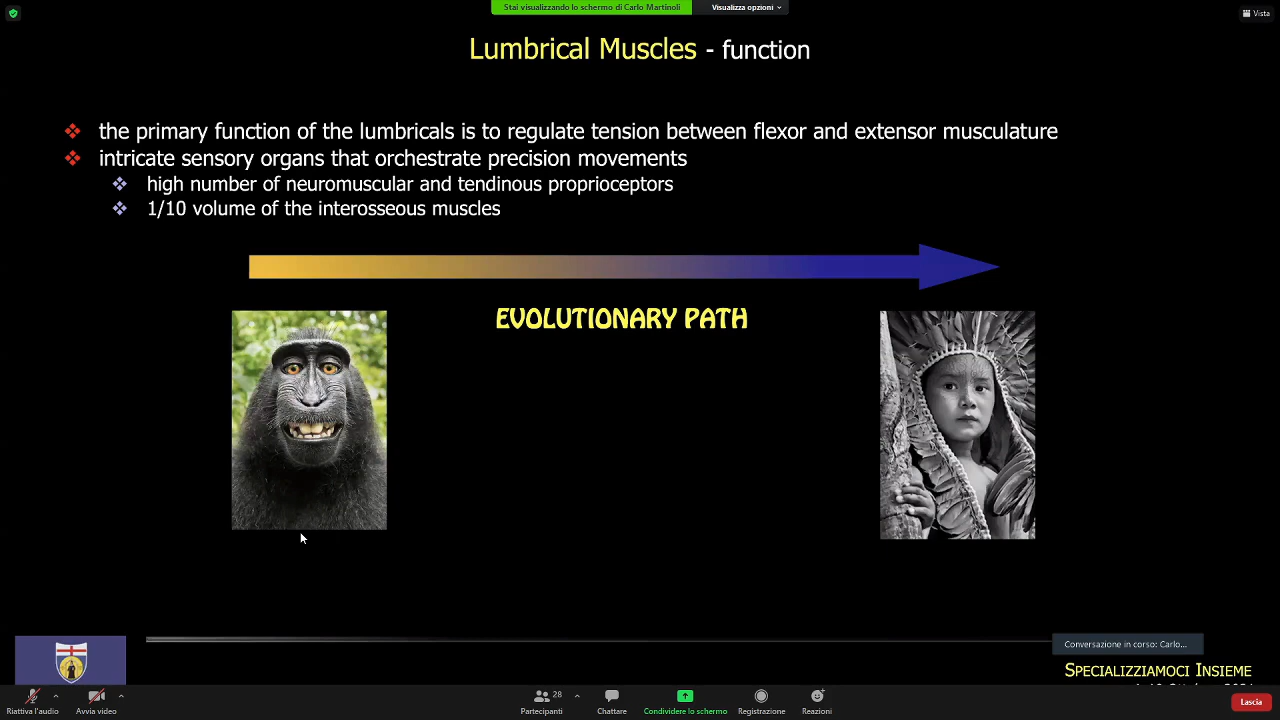 Stai visualizzando lo schermo di Carlo Martinoli
Visualizza opzioni
Vista
Lumbrical Muscles - function
the primary function of the lumbricals is to regulate tension between flexor and extensor musculature
intricate sensory organs that orchestrate precision movements
high number of neuromuscular and tendinous proprioceptors
1/10 volume of the interosseous muscles
EVOLUTIONARY PATH
Conversazione in corso: Carlo...
SPECIALIZZIAMOCI INSIEME
Riattiva l'audio
Avvia video
28
Partecipanti
Chattare
Condividere lo schermo
Registrazione
Reazioni
Lascia